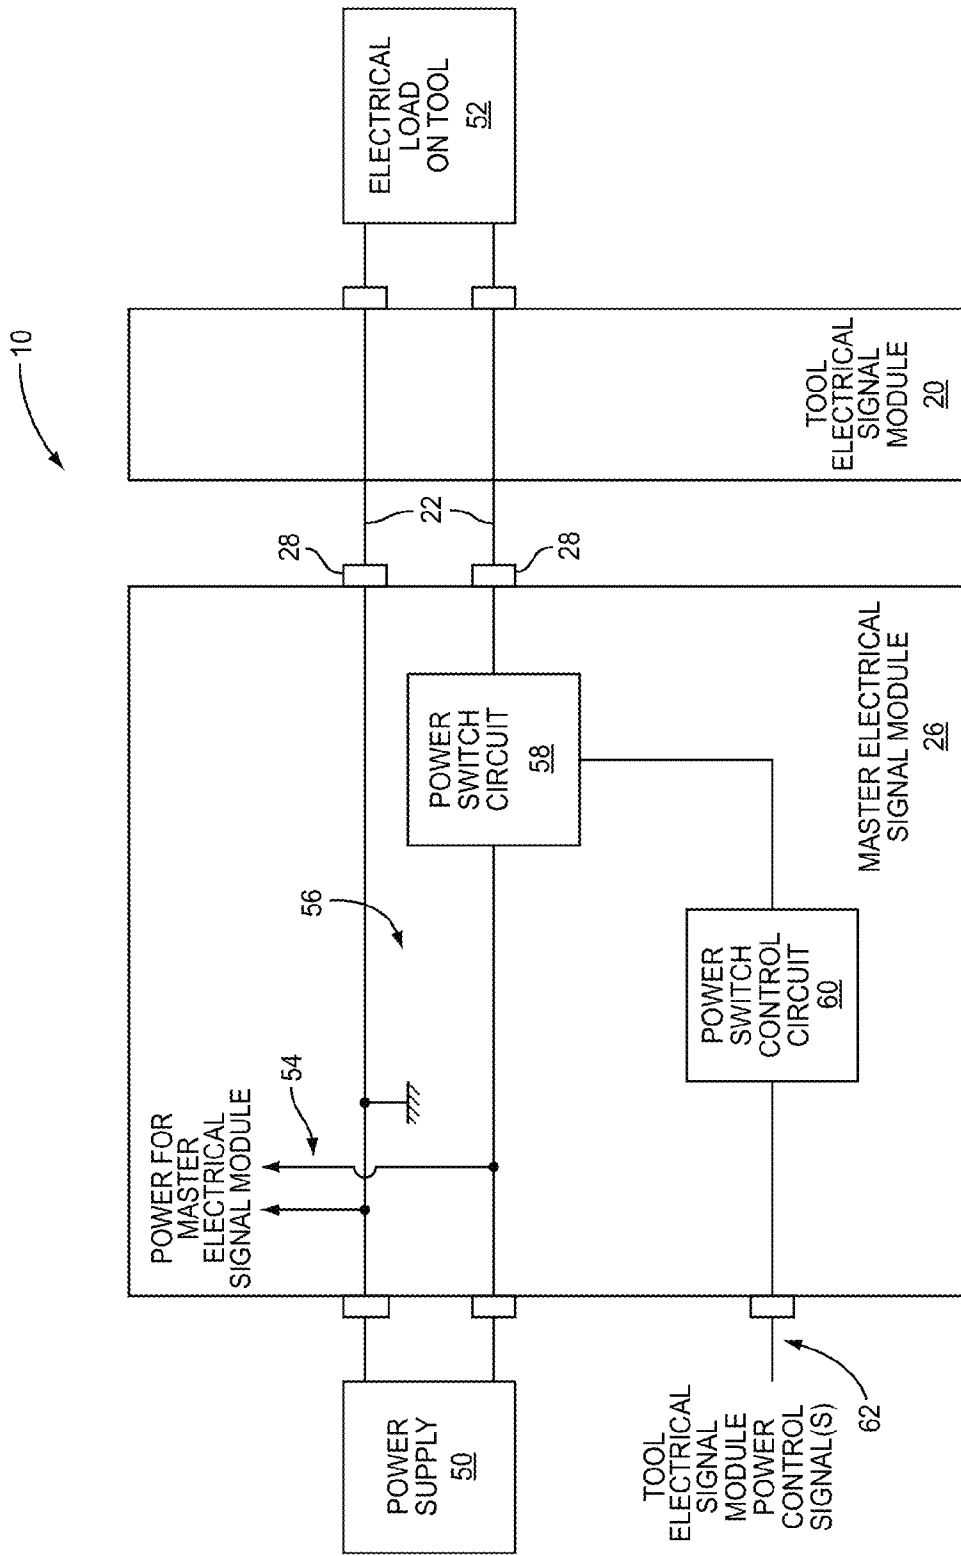 10
POWER FOR
MASTER
ELECTRICAL
SIGNAL MODULE
54
56
28
22
28
POWER
SUPPLY
50
POWER
SWITCH
CIRCUIT
58
ELECTRICAL
LOAD
ON TOOL
52
TOOL
ELECTRICAL
SIGNAL
MODULE
POWER
CONTROL
SIGNAL(S)
62
POWER
SWITCH
CONTROL
CIRCUIT
60
MASTER ELECTRICAL
SIGNAL MODULE
26
TOOL
ELECTRICAL
SIGNAL
MODULE
20